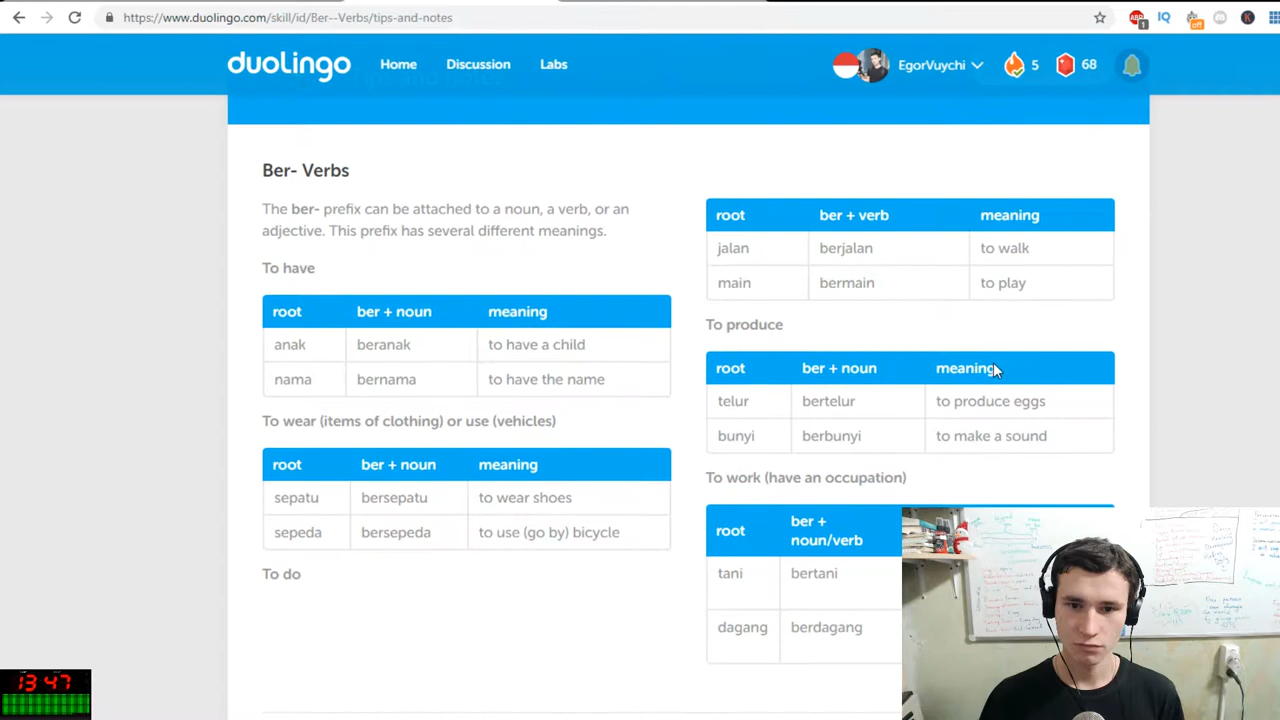 https://www.duolingo.com/skill/id/Ber--Verbs/tips-and-notes
duolingo Home Discussion Labs EgorVuychi 5 68
Ber- Verbs
The ber- prefix can be attached to a noun, a verb, or an
adjective. This prefix has several different meanings.
To have
root ber + noun meaning
anak beranak to have a child
nama bernama to have the name
To wear (items of clothing) or use (vehicles)
root ber + noun meaning
sepatu bersepatu to wear shoes
sepeda bersepeda to use (go by) bicycle
To do
root ber + verb meaning
jalan berjalan to walk
main bermain to play
To produce
root ber + noun meaning
telur bertelur to produce eggs
bunyi berbunyi to make a sound
To work (have an occupation)
root ber +
noun/verb
tani bertani
dagang berdagang
13 47